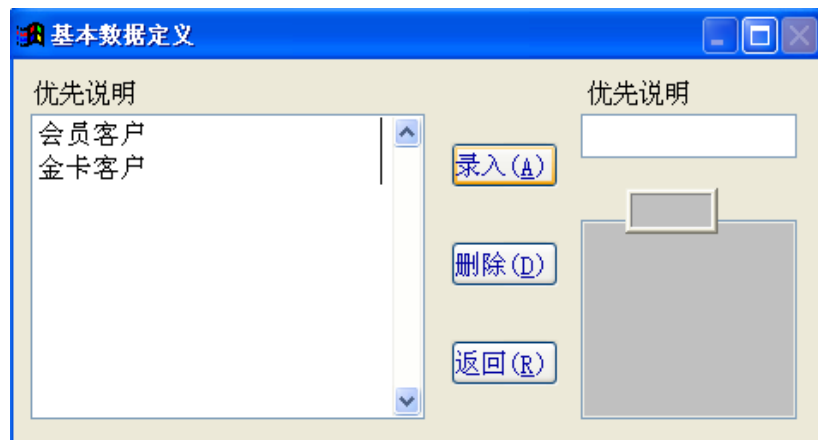 基本数据定义
优先说明
会员客户
金卡客户
录入(A)
删除(D)
返回(R)
优先说明